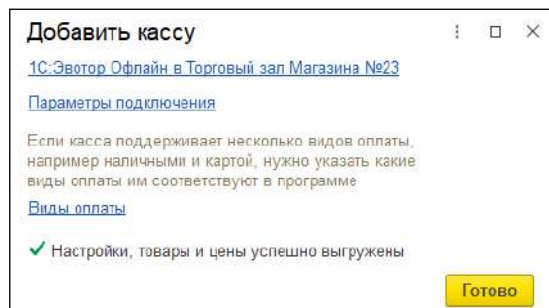 Добавить кассу
1С:Эвотор Офлайн в Торговый зал Магазина №23
Параметры подключения
Если касса поддерживает несколько видов оплаты,
например наличными и картой, нужно указать какие
виды оплаты им соответствуют в программе
Виды оплаты
Настройки, товары и цены успешно выгружены
Готово